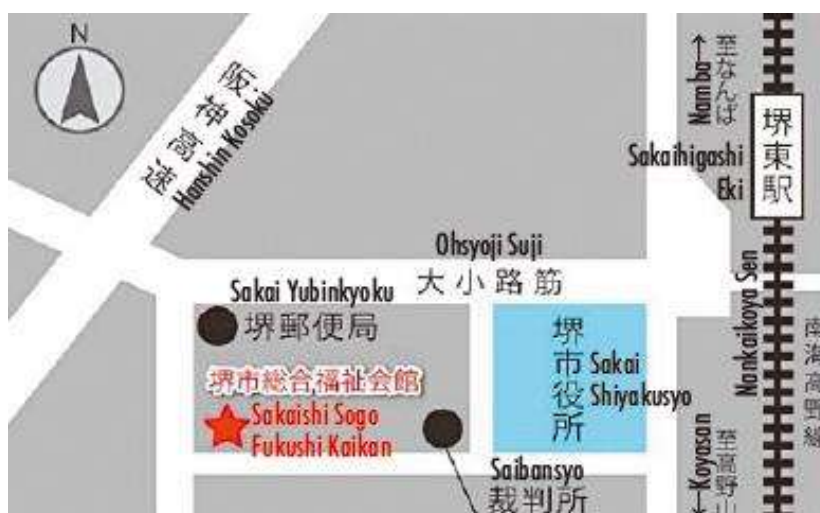 N
阪神高速
Hanshin Kosoku
Namba→
至なんば
Sakaihigashi
Eki
堺東駅
Ohsyoji Suji
大小路筋
Sakai Yubinkyoku
堺郵便局
堺市役所
Sakai
Shiyakusyo
Nankaikoya Sen
南海高野線
堺市総合福祉会館
Sakaishi Sogo
Fukushi Kaikan
Saibansyo
裁判所
←Koyasan
至高野山